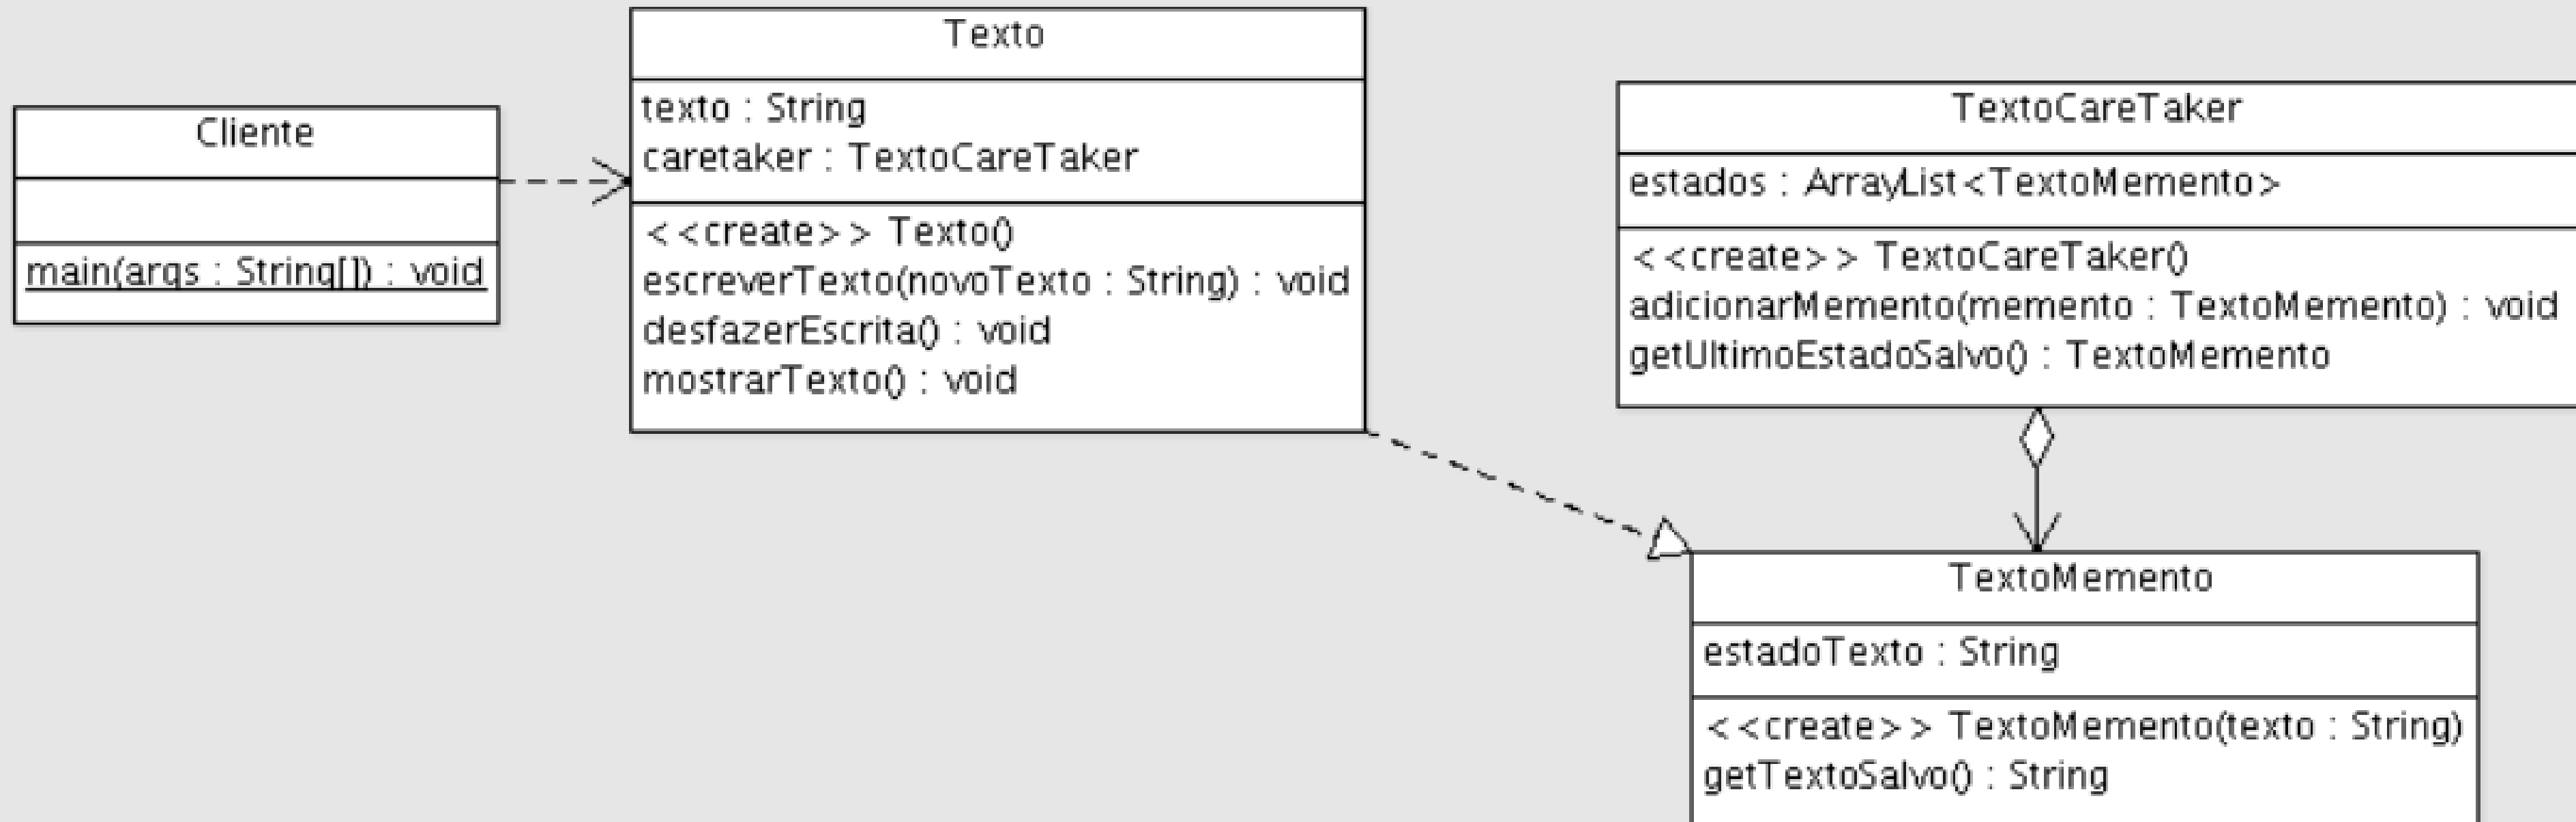 Cliente
main(args : String[]) : void
Texto
texto : String
caretaker : TextoCareTaker
<<create>> Texto()
escreverTexto(novoTexto : String) : void
desfazerEscrita() : void
mostrarTexto() : void
TextoCareTaker
estados : ArrayList<TextoMemento>
<<create>> TextoCareTaker()
adicionarMemento(memento : TextoMemento) : void
getUltimoEstadoSalvo() : TextoMemento
TextoMemento
estadoTexto : String
<<create>> TextoMemento(texto : String)
getTextoSalvo() : String